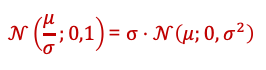 𝒩(μ/σ; 0,1) = σ · 𝒩(μ; 0, σ²)